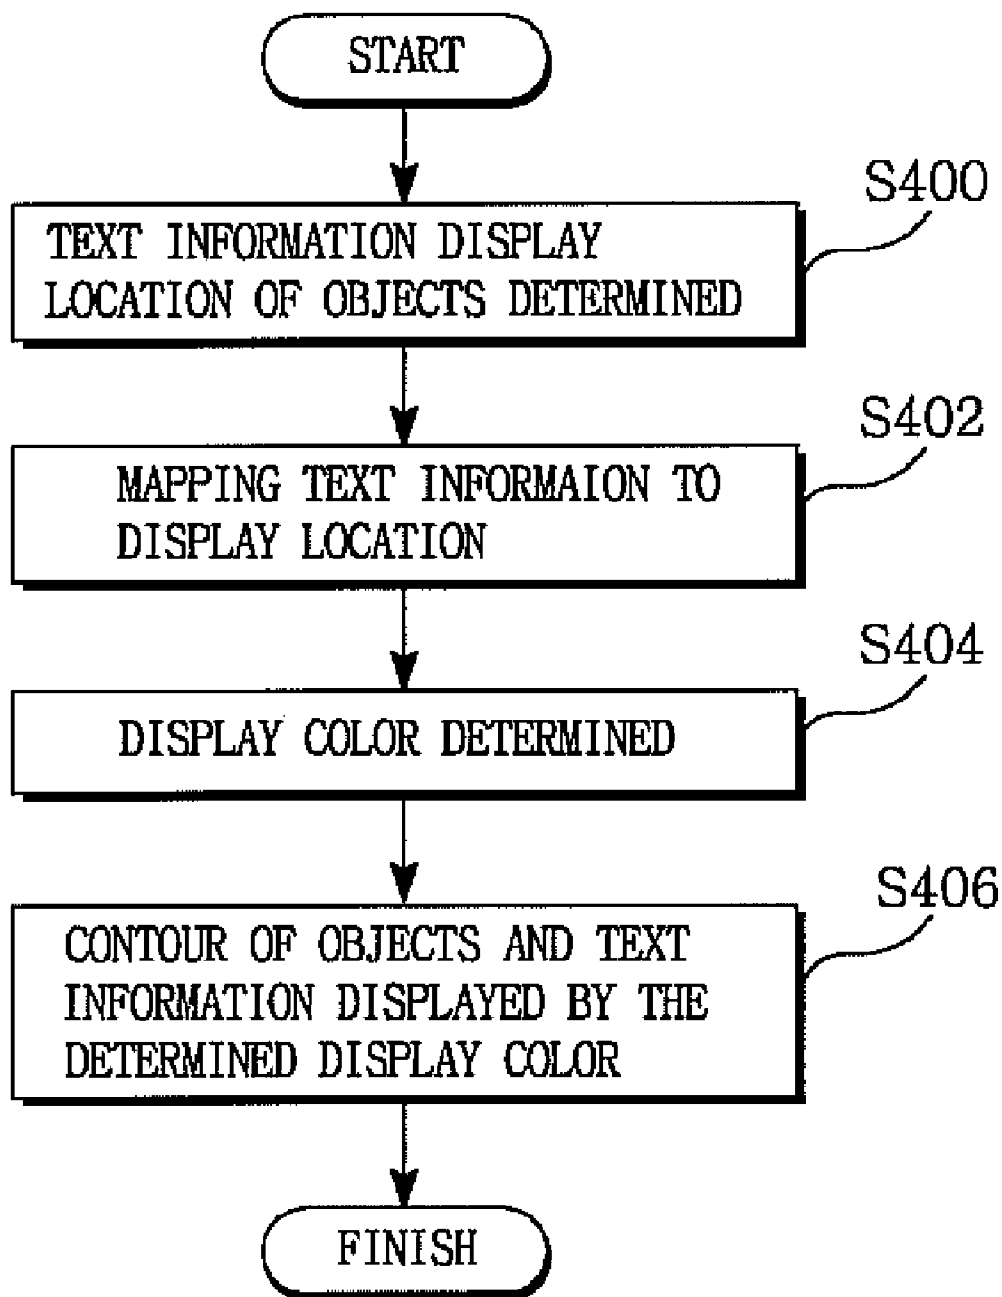 START
S400
TEXT INFORMATION DISPLAY
LOCATION OF OBJECTS DETERMINED
S402
MAPPING TEXT INFORMAION TO
DISPLAY LOCATION
S404
DISPLAY COLOR DETERMINED
S406
CONTOUR OF OBJECTS AND TEXT
INFORMATION DISPLAYED BY THE
DETERMINED DISPLAY COLOR
FINISH